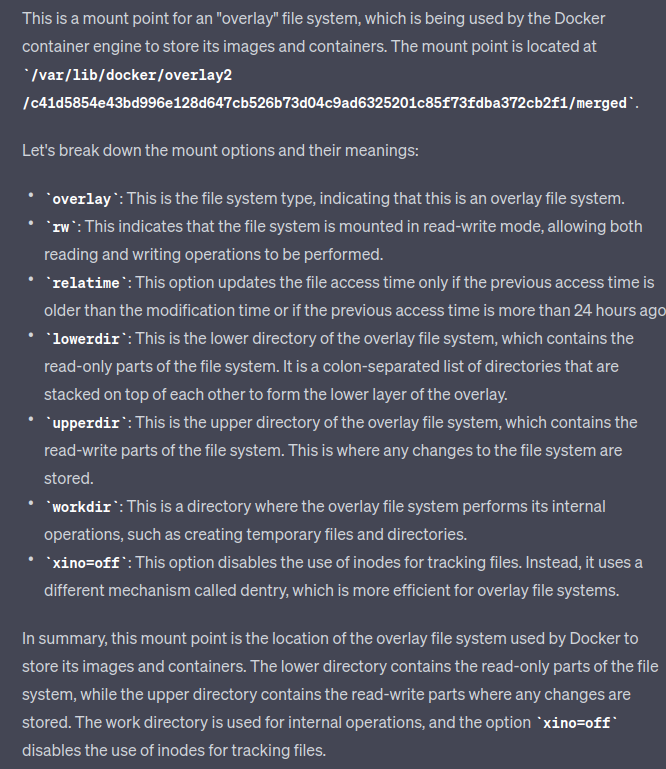 This is a mount point for an "overlay" file system, which is being used by the Docker
container engine to store its images and containers. The mount point is located at
`/var/lib/docker/overlay2
/c41d5854e43bd996e128d647cb526b73d04c9ad6325201c85f73fdba372cb2f1/merged`.
Let's break down the mount options and their meanings:
• `overlay`: This is the file system type, indicating that this is an overlay file system.
• `rw`: This indicates that the file system is mounted in read-write mode, allowing both
reading and writing operations to be performed.
• `relatime`: This option updates the file access time only if the previous access time is
older than the modification time or if the previous access time is more than 24 hours ago
• `lowerdir`: This is the lower directory of the overlay file system, which contains the
read-only parts of the file system. It is a colon-separated list of directories that are
stacked on top of each other to form the lower layer of the overlay.
• `upperdir`: This is the upper directory of the overlay file system, which contains the
read-write parts of the file system. This is where any changes to the file system are
stored.
• `workdir`: This is a directory where the overlay file system performs its internal
operations, such as creating temporary files and directories.
• `xino=off`: This option disables the use of inodes for tracking files. Instead, it uses a
different mechanism called dentry, which is more efficient for overlay file systems.
In summary, this mount point is the location of the overlay file system used by Docker to
store its images and containers. The lower directory contains the read-only parts of the file
system, while the upper directory contains the read-write parts where any changes are
stored. The work directory is used for internal operations, and the option `xino=off`
disables the use of inodes for tracking files.